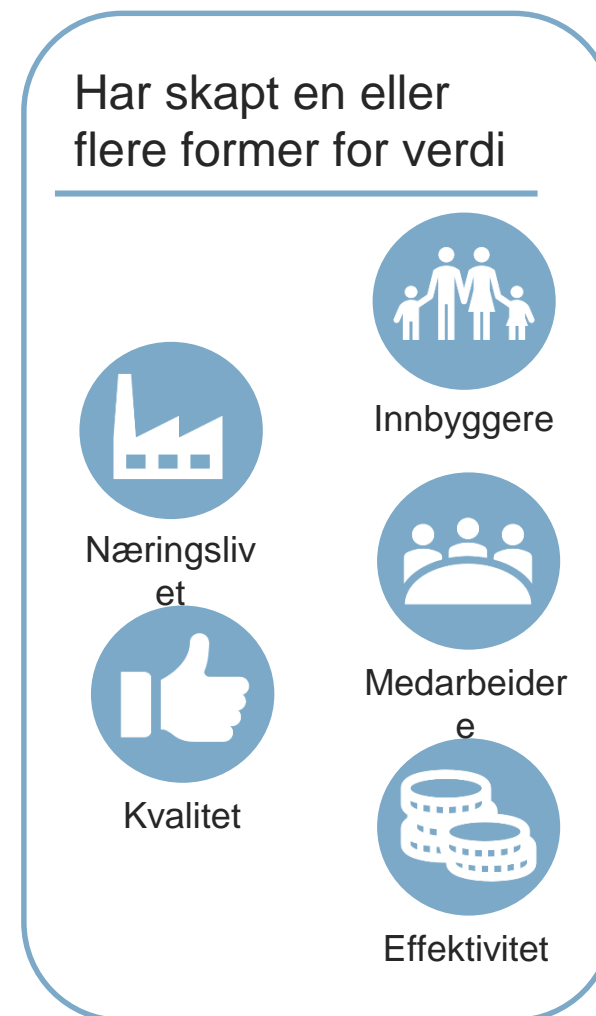 Har skapt en eller
flere former for verdi
Innbyggere
Næringsliv
et
Medarbeider
e
Kvalitet
Effektivitet